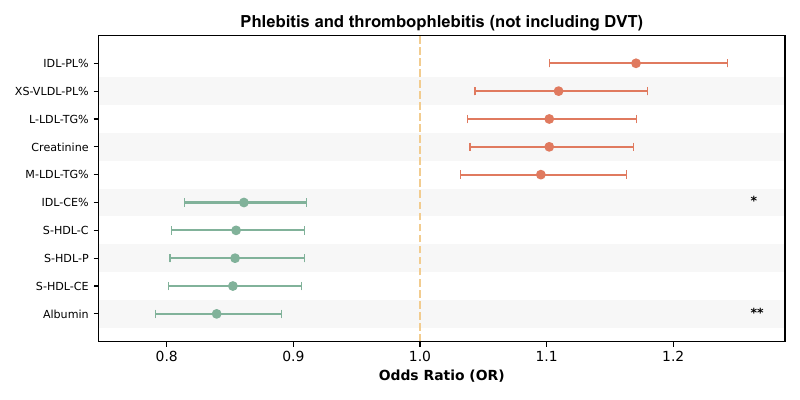 Phlebitis and thrombophlebitis (not including DVT)
IDL-PL%
XS-VLDL-PL%
L-LDL-TG%
Creatinine
M-LDL-TG%
IDL-CE%
*
S-HDL-C
S-HDL-P
S-HDL-CE
Albumin
**
0.8 0.9 1.0 1.1 1.2
Odds Ratio (OR)